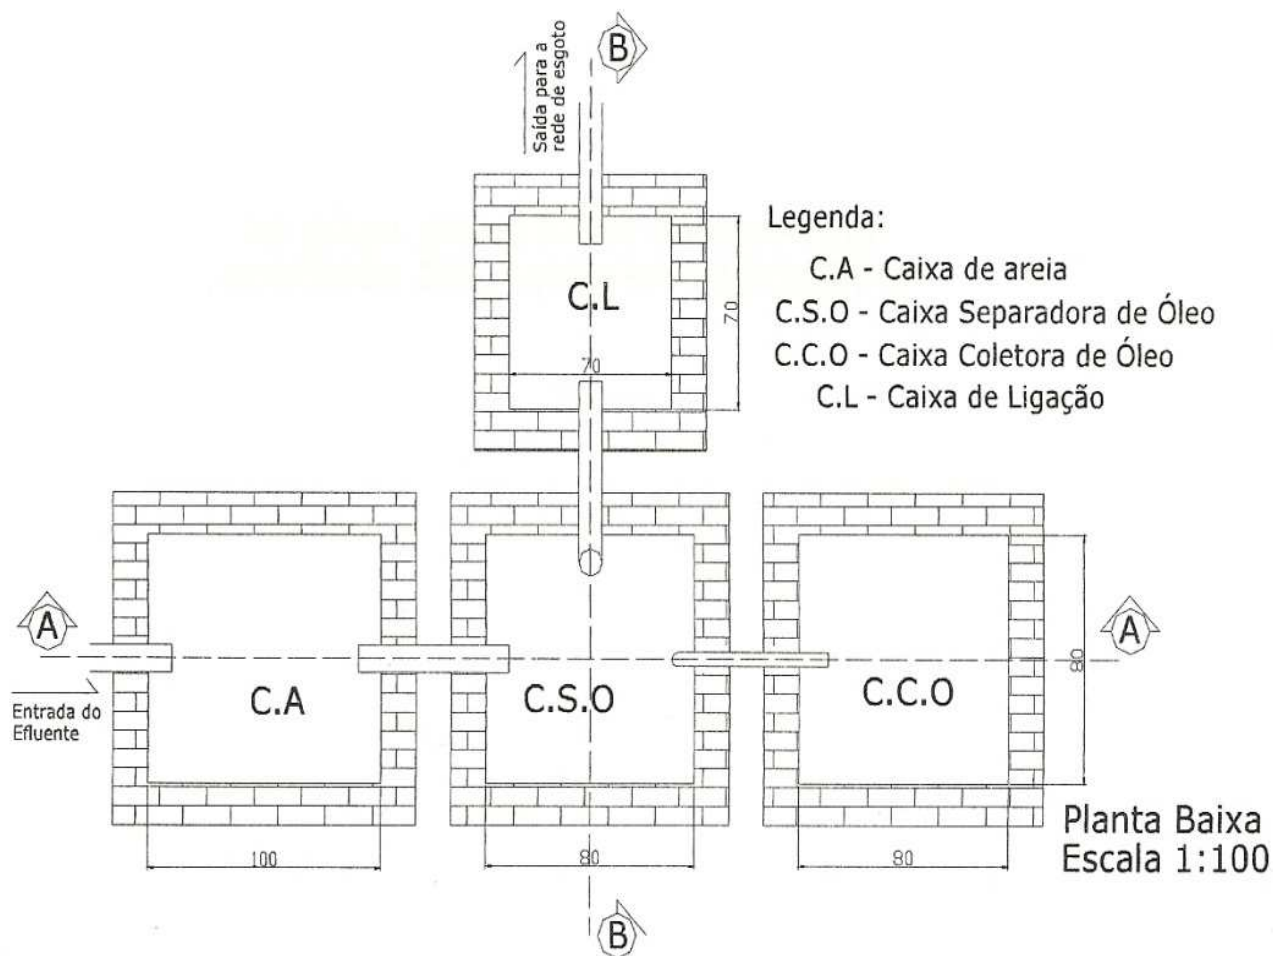 B
Saída para a
rede de esgoto
Legenda:
C.A - Caixa de areia
C.S.O - Caixa Separadora de Óleo
C.C.O - Caixa Coletora de Óleo
C.L - Caixa de Ligação
C.L
70
70
A
A
80
C.A
C.S.O
C.C.O
Entrada do
Efluente
Planta Baixa
Escala 1:100
100
80
80
B